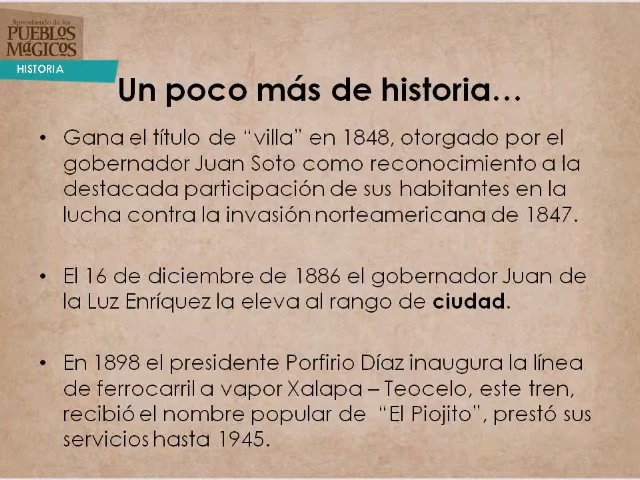 Aprendiendo de los
PUEBLOS
MáGICOS
HISTORIA
Un poco más de historia…
• Gana el título de “villa” en 1848, otorgado por el
gobernador Juan Soto como reconocimiento a la
destacada participación de sus habitantes en la
lucha contra la invasión norteamericana de 1847.
• El 16 de diciembre de 1886 el gobernador Juan de
la Luz Enríquez la eleva al rango de ciudad.
• En 1898 el presidente Porfirio Díaz inaugura la línea
de ferrocarril a vapor Xalapa – Teocelo, este tren,
recibió el nombre popular de “El Piojito”, prestó sus
servicios hasta 1945.